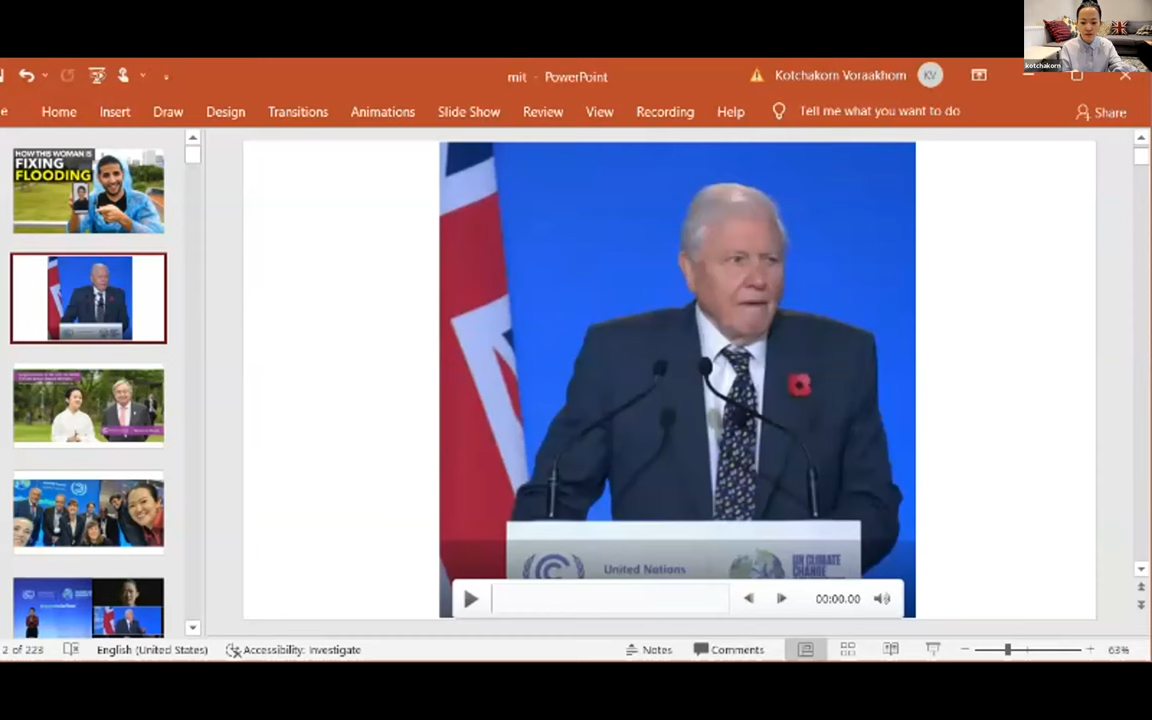 kotchakorn
mit - PowerPoint
Kotchakorn Voraakhom
KV
Home Insert Draw Design Transitions Animations Slide Show Review View Recording Help Tell me what you want to do
Share
HOW THIS WOMAN IS
FIXING
FLOODING
United Nations
UN CLIMATE
CHANGE
00:00.00
2 of 223 English (United States) Accessibility: Investigate Notes Comments 63%